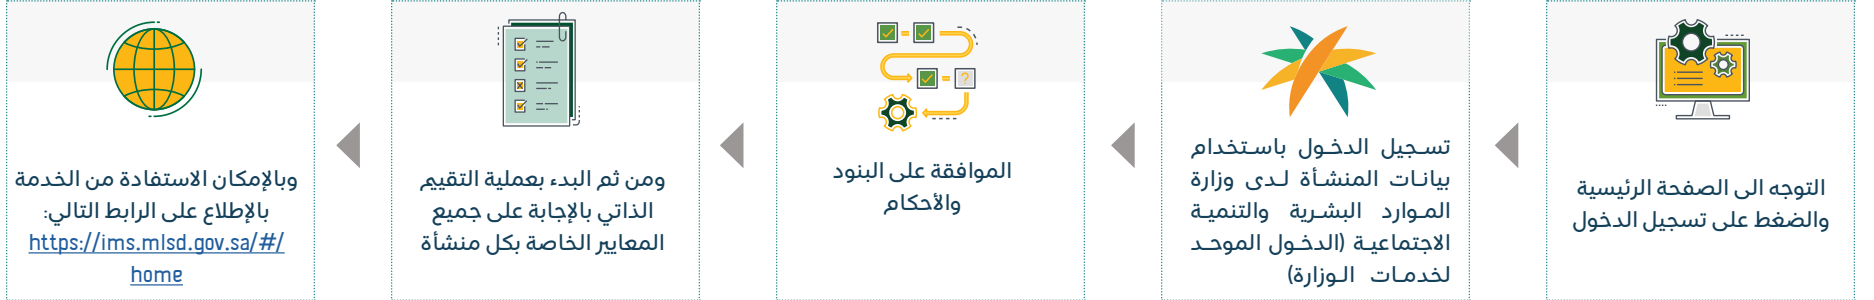 التوجه الى الصفحة الرئيسية
والضغط على تسجيل الدخول
تسجيل الدخول باستخدام
بيانات المنشأة لدى وزارة
الموارد البشرية والتنمية
الاجتماعية (الدخول الموحد
لخدمات الوزارة)
الموافقة على البنود
والأحكام
ومن ثم البدء بعملية التقييم
الذاتي بالإجابة على جميع
المعايير الخاصة بكل منشأة
وبالإمكان الاستفادة من الخدمة
بالإطلاع على الرابط التالي:
https://ims.mlsd.gov.sa/#/
home